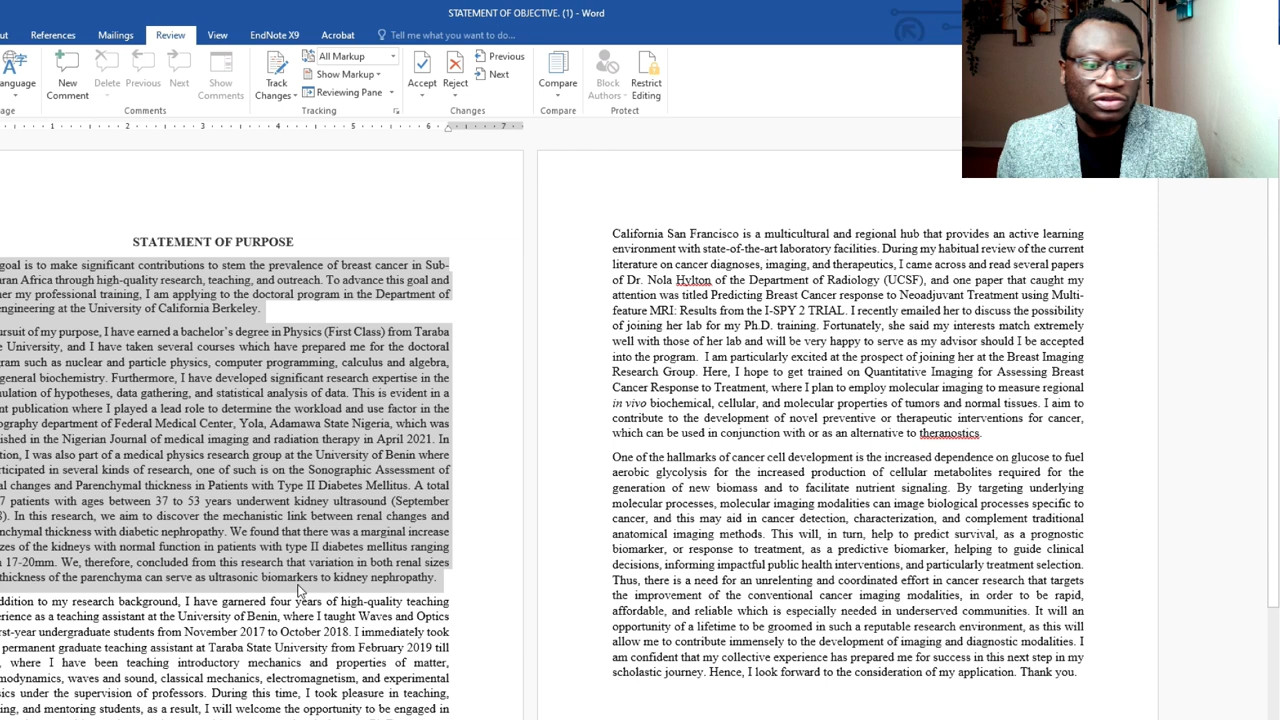 STATEMENT OF OBJECTIVE. (1) - Word
References Mailings Review View EndNote X9 Acrobat Tell me what you want to do...
New Comment Delete Previous Next Show Comments
Track Changes All Markup Show Markup Reviewing Pane
Accept Reject Previous Next
Compare Block Authors Restrict Editing
Comments Tracking Changes Compare Protect
1 2 3 4 5 6 7
STATEMENT OF PURPOSE
goal is to make significant contributions to stem the prevalence of breast cancer in Sub-
Africa through high-quality research, teaching, and outreach. To advance this goal and
my professional training, I am applying to the doctoral program in the Department of
at the University of California Berkeley.
of my purpose, I have earned a bachelor’s degree in Physics (First Class) from Taraba
University, and I have taken several courses which have prepared me for the doctoral
such as nuclear and particle physics, computer programming, calculus and algebra,
general biochemistry. Furthermore, I have developed significant research expertise in the
of hypotheses, data gathering, and statistical analysis of data. This is evident in a
publication where I played a lead role to determine the workload and use factor in the
department of Federal Medical Center, Yola, Adamawa State Nigeria, which was
in the Nigerian Journal of medical imaging and radiation therapy in April 2021. In
I was also part of a medical physics research group at the University of Benin where
in several kinds of research, one of such is on the Sonographic Assessment of
changes and Parenchymal thickness in Patients with Type II Diabetes Mellitus. A total
patients with ages between 37 to 53 years underwent kidney ultrasound (September
In this research, we aim to discover the mechanistic link between renal changes and
thickness with diabetic nephropathy. We found that there was a marginal increase
of the kidneys with normal function in patients with type II diabetes mellitus ranging
17-20mm. We, therefore, concluded from this research that variation in both renal sizes
thickness of the parenchyma can serve as ultrasonic biomarkers to kidney nephropathy.
to my research background, I have garnered four years of high-quality teaching
as a teaching assistant at the University of Benin, where I taught Waves and Optics
undergraduate students from November 2017 to October 2018. I immediately took
permanent graduate teaching assistant at Taraba State University from February 2019 till
where I have been teaching introductory mechanics and properties of matter,
waves and sound, classical mechanics, electromagnetism, and experimental
under the supervision of professors. During this time, I took pleasure in teaching,
and mentoring students, as a result, I will welcome the opportunity to be engaged in
California San Francisco is a multicultural and regional hub that provides an active learning
environment with state-of-the-art laboratory facilities. During my habitual review of the current
literature on cancer diagnoses, imaging, and therapeutics, I came across and read several papers
of Dr. Nola Hylton of the Department of Radiology (UCSF), and one paper that caught my
attention was titled Predicting Breast Cancer response to Neoadjuvant Treatment using Multi-
feature MRI: Results from the I-SPY 2 TRIAL. I recently emailed her to discuss the possibility
of joining her lab for my Ph.D. training. Fortunately, she said my interests match extremely
well with those of her lab and will be very happy to serve as my advisor should I be accepted
into the program. I am particularly excited at the prospect of joining her at the Breast Imaging
Research Group. Here, I hope to get trained on Quantitative Imaging for Assessing Breast
Cancer Response to Treatment, where I plan to employ molecular imaging to measure regional
in vivo biochemical, cellular, and molecular properties of tumors and normal tissues. I aim to
contribute to the development of novel preventive or therapeutic interventions for cancer,
which can be used in conjunction with or as an alternative to theranostics.
One of the hallmarks of cancer cell development is the increased dependence on glucose to fuel
aerobic glycolysis for the increased production of cellular metabolites required for the
generation of new biomass and to facilitate nutrient signaling. By targeting underlying
molecular processes, molecular imaging modalities can image biological processes specific to
cancer, and this may aid in cancer detection, characterization, and complement traditional
anatomical imaging methods. This will, in turn, help to predict survival, as a prognostic
biomarker, or response to treatment, as a predictive biomarker, helping to guide clinical
decisions, informing impactful public health interventions, and particularly treatment selection.
Thus, there is a need for an unrelenting and coordinated effort in cancer research that targets
the improvement of the conventional cancer imaging modalities, in order to be rapid,
affordable, and reliable which is especially needed in underserved communities. It will an
opportunity of a lifetime to be groomed in such a reputable research environment, as this will
allow me to contribute immensely to the development of imaging and diagnostic modalities. I
am confident that my collective experience has prepared me for success in this next step in my
scholastic journey. Hence, I look forward to the consideration of my application. Thank you.